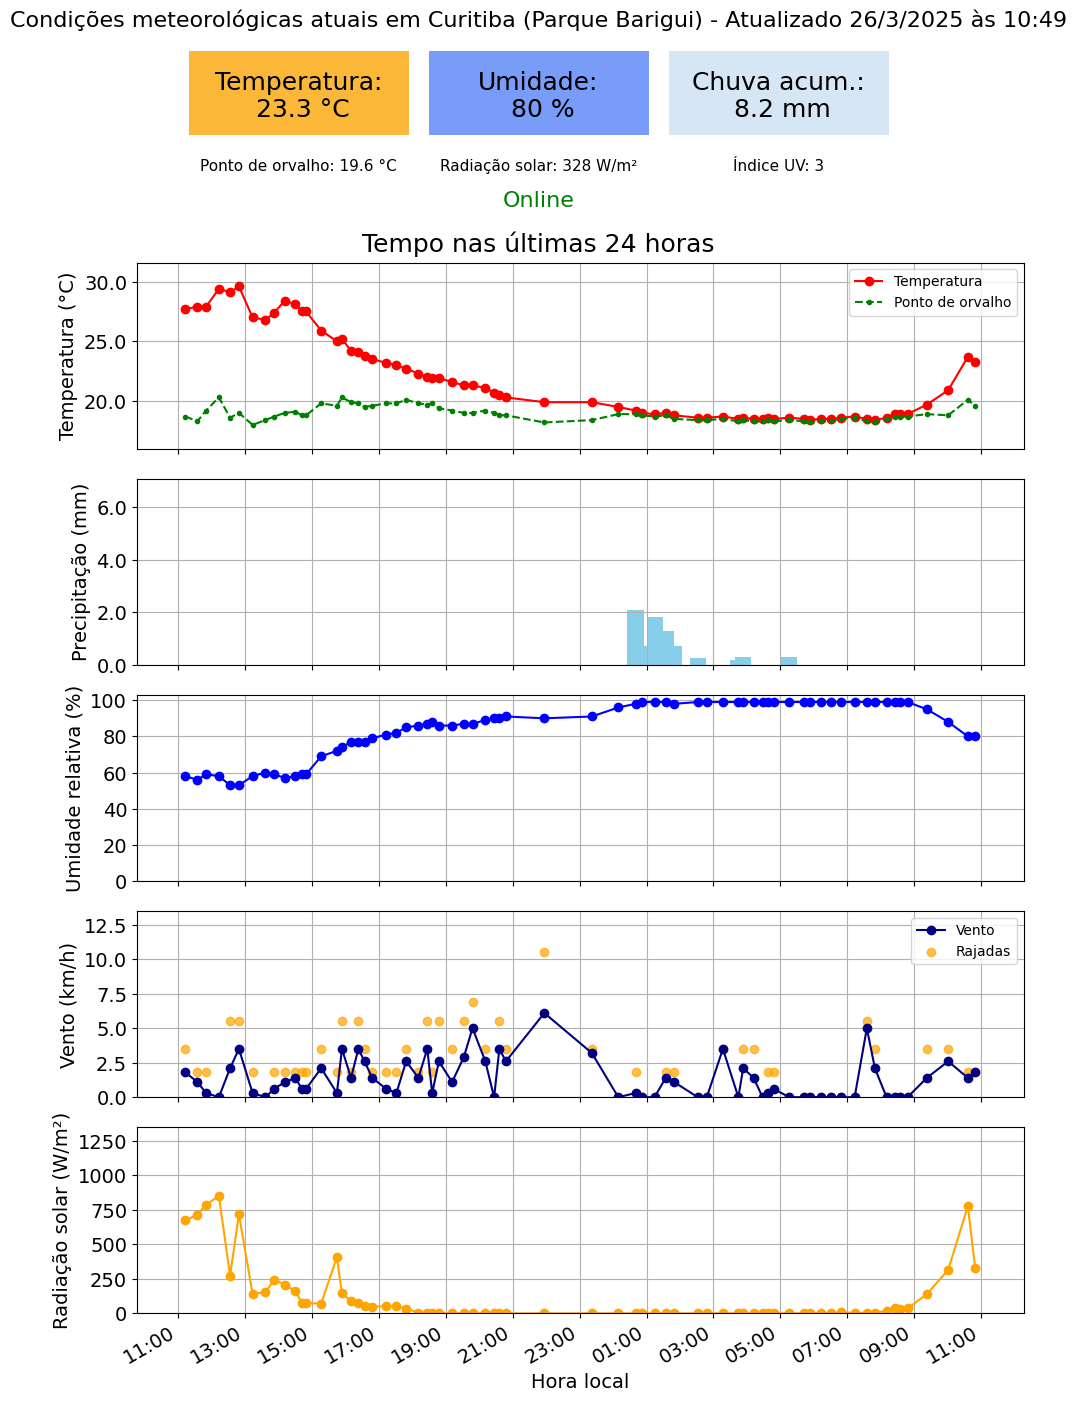 Condições meteorológicas atuais em Curitiba (Parque Barigui) - Atualizado 26/3/2025 às 10:49
Temperatura:
23.3 °C
Umidade:
80 %
Chuva acum.:
8.2 mm
Ponto de orvalho: 19.6 °C
Radiação solar: 328 W/m²
Índice UV: 3
Online
Tempo nas últimas 24 horas
Temperatura (°C)
30.0
25.0
20.0
Temperatura
Ponto de orvalho
Precipitação (mm)
6.0
4.0
2.0
0.0
Umidade relativa (%)
100
80
60
40
20
0
Vento (km/h)
12.5
10.0
7.5
5.0
2.5
0.0
Vento
Rajadas
Radiação solar (W/m²)
1250
1000
750
500
250
0
11:00
13:00
15:00
17:00
19:00
21:00
23:00
01:00
03:00
05:00
07:00
09:00
11:00
Hora local